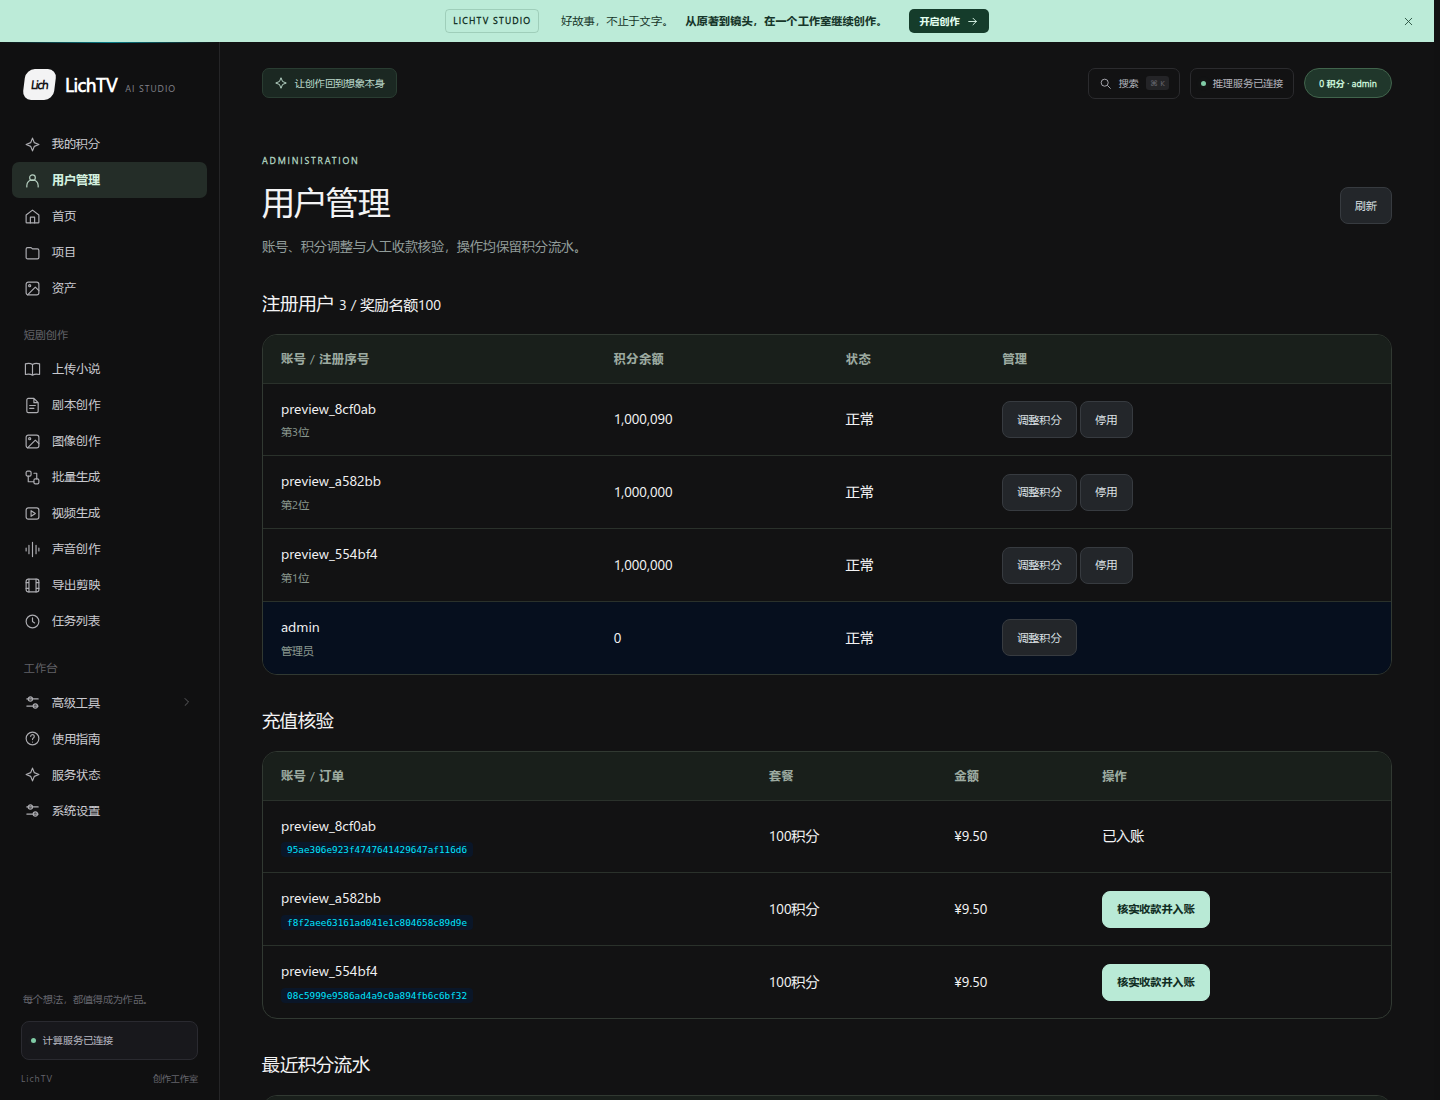 LICHTV STUDIO 好故事，不止于文字。 从原著到镜头，在一个工作室继续创作。 开启创作
Lich LichTV AI STUDIO
我的积分
用户管理
首页
项目
资产
短剧创作
上传小说
剧本创作
图像创作
批量生成
视频生成
声音创作
导出剪映
任务列表
工作台
高级工具
使用指南
服务状态
系统设置
每个想法，都值得成为作品。
计算服务已连接
LichTV 创作工作室
让创作回到想象本身
搜索 ⌘ K 推理服务已连接 0 积分 · admin
ADMINISTRATION
用户管理
刷新
账号、积分调整与人工收款核验，操作均保留积分流水。
注册用户 3 / 奖励名额100
账号 / 注册序号 积分余额 状态 管理
preview_8cf0ab
第3位
1,000,090 正常 调整积分 停用
preview_a582bb
第2位
1,000,000 正常 调整积分 停用
preview_554bf4
第1位
1,000,000 正常 调整积分 停用
admin
管理员
0 正常 调整积分
充值核验
账号 / 订单 套餐 金额 操作
preview_8cf0ab
95ae306e923f4747641429647af116d6
100积分 ¥9.50 已入账
preview_a582bb
f8f2aee63161ad041e1c804658c89d9e
100积分 ¥9.50 核实收款并入账
preview_554bf4
08c5999e9586ad4a9c0a894fb6c6bf32
100积分 ¥9.50 核实收款并入账
最近积分流水